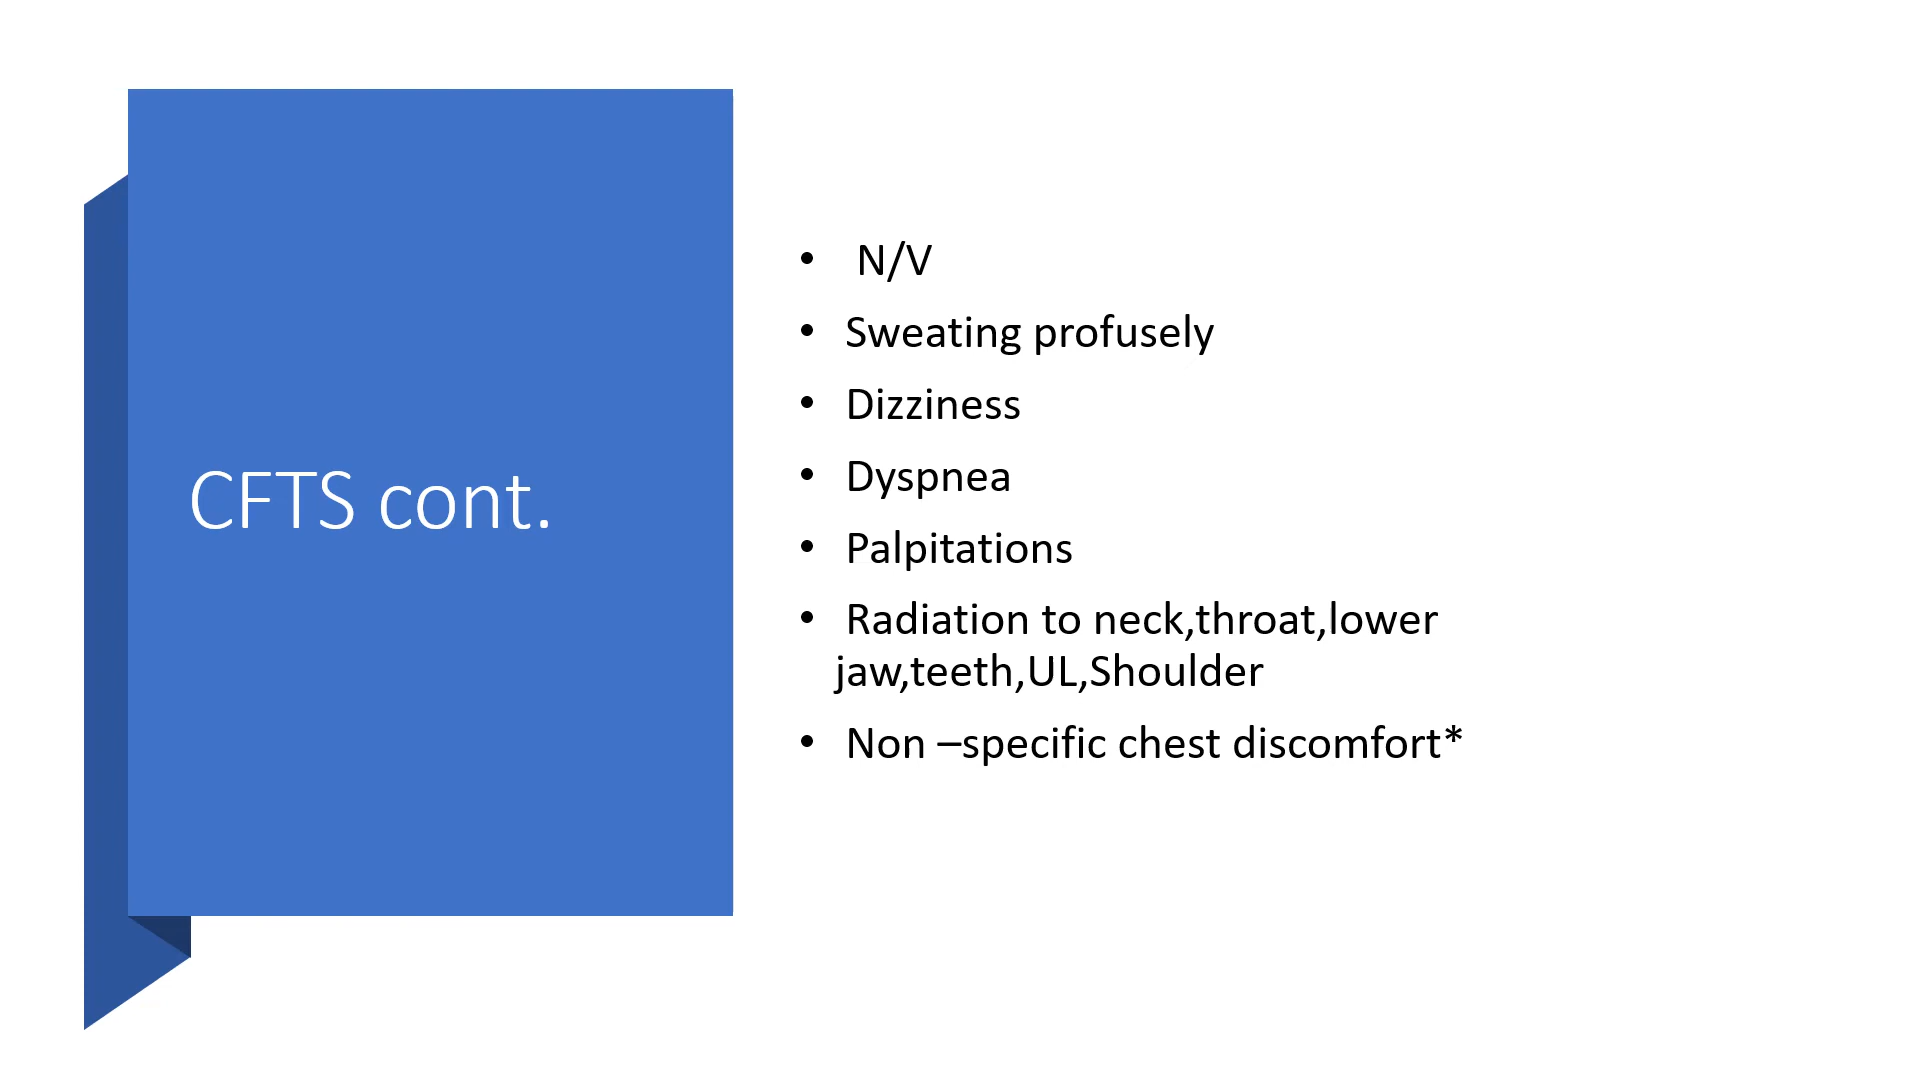 CFTS cont.
• N/V
• Sweating profusely
• Dizziness
• Dyspnea
• Palpitations
• Radiation to neck,throat,lower
jaw,teeth,UL,Shoulder
• Non –specific chest discomfort*